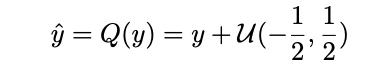 ŷ = Q(y) = y + 𝒰(−1/2, 1/2)